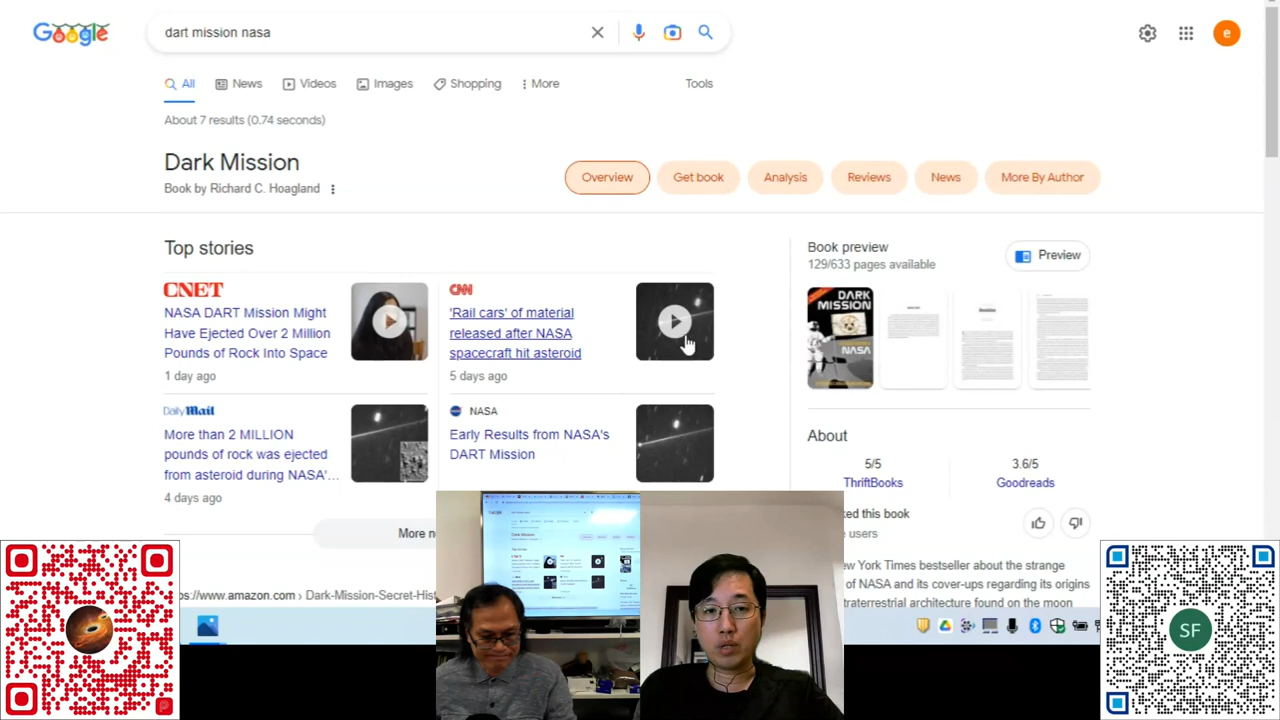 Google
dart mission nasa
e
All
News
Videos
Images
Shopping
More
Tools
About 7 results (0.74 seconds)
Dark Mission
Book by Richard C. Hoagland
Overview
Get book
Analysis
Reviews
News
More By Author
Top stories
CNET
NASA DART Mission Might
Have Ejected Over 2 Million
Pounds of Rock Into Space
1 day ago
CNN
'Rail cars' of material
released after NASA
spacecraft hit asteroid
5 days ago
Daily Mail
More than 2 MILLION
pounds of rock was ejected
from asteroid during NASA'...
4 days ago
NASA
Early Results from NASA's
DART Mission
More n
Book preview
129/633 pages available
Preview
DARK
MISSION
NASA
About
5/5
ThriftBooks
3.6/5
Goodreads
ked this book
e users
w York Times bestseller about the strange
of NASA and its coverups regarding its origins
traterrestrial architecture found on the moon
ps://www.amazon.com › Dark-Mission-Secret-Hist
Dark Mission
SF